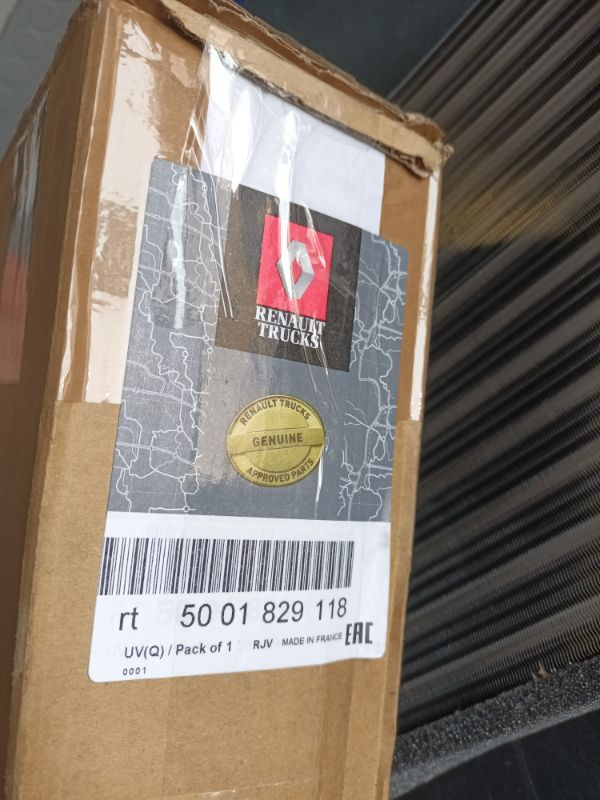 RENAULT
TRUCKS
RENAULT TRUCKS
GENUINE
APPROVED PARTS
rt 50 01 829 118
UV(Q) / Pack of 1 RJV MADE IN FRANCE EAC
0001